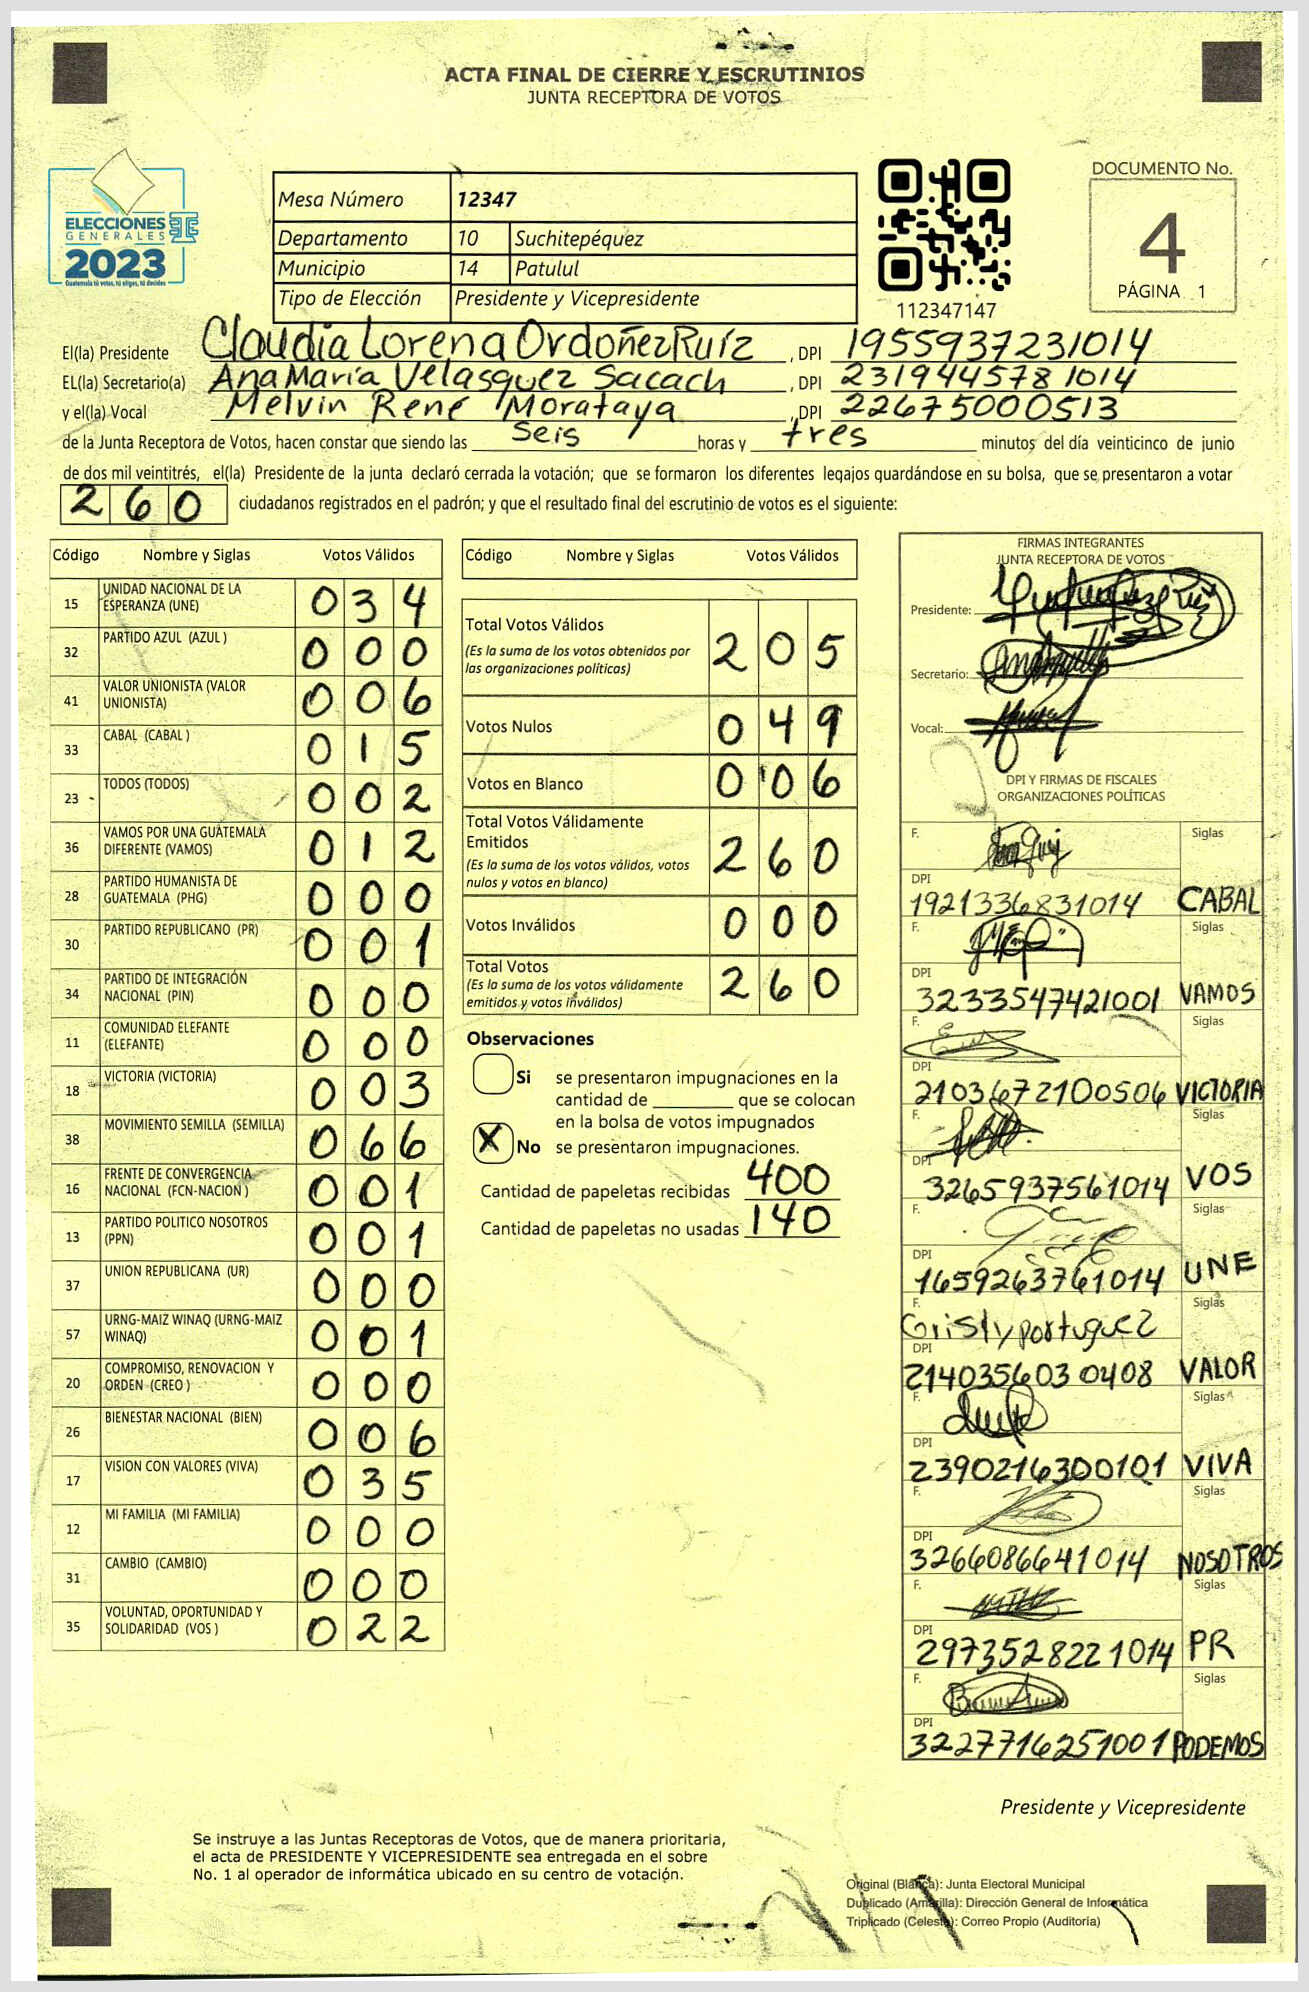 ACTA FINAL DE CIERRE Y ESCRUTINIOS
JUNTA RECEPTORA DE VOTOS
ELECCIONES
GENERALES
2023
Guatemala tú votas, tú eliges, tú decides
Mesa Número 12347
Departamento 10 Suchitepéquez
Municipio 14 Patulul
Tipo de Elección Presidente y Vicepresidente
112347147
DOCUMENTO No.
4
PÁGINA 1
El(la) Presidente Claudia Lorena Ordoñez Ruíz , DPI 1955937231014
EL(la) Secretario(a) Ana María Velasquez Sacach , DPI 2319445781014
y el(la) Vocal Melvin René Morataya , DPI 22675000513
de la Junta Receptora de Votos, hacen constar que siendo las seis horas y tres minutos del día veinticinco de junio
de dos mil veintitrés, el(la) Presidente de la junta declaró cerrada la votación; que se formaron los diferentes legajos guardándose en su bolsa, que se presentaron a votar
260 ciudadanos registrados en el padrón; y que el resultado final del escrutinio de votos es el siguiente:
Código Nombre y Siglas Votos Válidos
15 UNIDAD NACIONAL DE LA ESPERANZA (UNE) 034
32 PARTIDO AZUL (AZUL ) 000
41 VALOR UNIONISTA (VALOR UNIONISTA) 006
33 CABAL (CABAL ) 015
23 TODOS (TODOS) 002
36 VAMOS POR UNA GUATEMALA DIFERENTE (VAMOS) 012
28 PARTIDO HUMANISTA DE GUATEMALA (PHG) 000
30 PARTIDO REPUBLICANO (PR) 001
34 PARTIDO DE INTEGRACIÓN NACIONAL (PIN) 000
11 COMUNIDAD ELEFANTE (ELEFANTE) 000
18 VICTORIA (VICTORIA) 003
38 MOVIMIENTO SEMILLA (SEMILLA) 066
16 FRENTE DE CONVERGENCIA NACIONAL (FCN-NACION ) 001
13 PARTIDO POLITICO NOSOTROS (PPN) 001
37 UNION REPUBLICANA (UR) 000
57 URNG-MAIZ WINAQ (URNG-MAIZ WINAQ) 001
20 COMPROMISO, RENOVACION Y ORDEN (CREO ) 000
26 BIENESTAR NACIONAL (BIEN) 006
17 VISION CON VALORES (VIVA) 035
12 MI FAMILIA (MI FAMILIA) 000
31 CAMBIO (CAMBIO) 000
35 VOLUNTAD, OPORTUNIDAD Y SOLIDARIDAD (VOS ) 022
Código Nombre y Siglas Votos Válidos
Total Votos Válidos 205
(Es la suma de los votos obtenidos por
las organizaciones políticas)
Votos Nulos 049
Votos en Blanco 006
Total Votos Válidamente
Emitidos 260
(Es la suma de los votos válidos, votos
nulos y votos en blanco)
Votos Inválidos 000
Total Votos 260
(Es la suma de los votos válidamente
emitidos y votos inválidos)
Observaciones
Si se presentaron impugnaciones en la
cantidad de ________ que se colocan
en la bolsa de votos impugnados
X No se presentaron impugnaciones.
Cantidad de papeletas recibidas 400
Cantidad de papeletas no usadas 140
FIRMAS INTEGRANTES
JUNTA RECEPTORA DE VOTOS
Presidente:
Secretario:
Vocal:
DPI Y FIRMAS DE FISCALES
ORGANIZACIONES POLÍTICAS
F. Siglas
DPI
1921336831014 CABAL
F. Siglas
DPI
3233547421001 VAMOS
F. Siglas
DPI
2103672100506 VICTORIA
F. Siglas
DPI
3265937561014 VOS
F. Siglas
DPI
1659263761014 UNE
F. Cristy portuguez Siglas
DPI
2140356030408 VALOR
F. Siglas
DPI
2390216300101 VIVA
F. Siglas
DPI
3266086641014 NOSOTROS
F. Siglas
DPI
2973528221014 PR
F. Siglas
DPI
3227716251001 PODEMOS
Presidente y Vicepresidente
Se instruye a las Juntas Receptoras de Votos, que de manera prioritaria,
el acta de PRESIDENTE Y VICEPRESIDENTE sea entregada en el sobre
No. 1 al operador de informática ubicado en su centro de votación.
Original (Blanca): Junta Electoral Municipal
Duplicado (Amarilla): Dirección General de Informática
Triplicado (Celeste): Correo Propio (Auditoría)